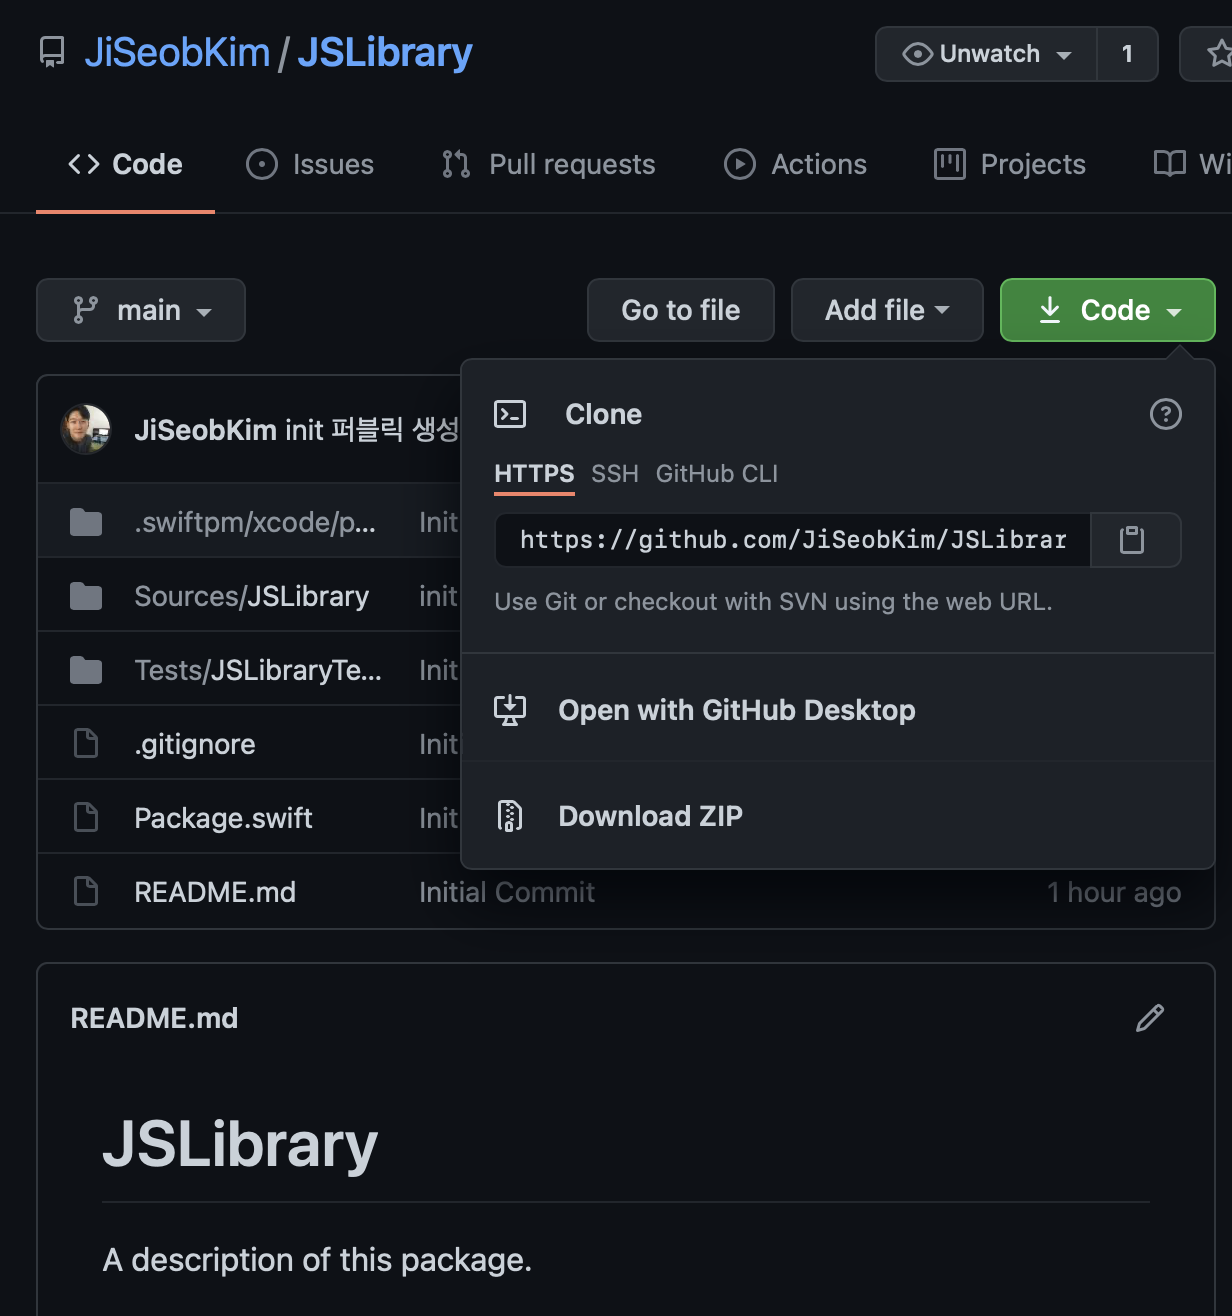 JiSeobKim / JSLibrary
Unwatch 1
Code Issues Pull requests Actions Projects Wi
main Go to file Add file Code
JiSeobKim init 퍼블릭 생성
Clone
HTTPS SSH GitHub CLI
.swiftpm/xcode/p... Init
https://github.com/JiSeobKim/JSLibrar
Sources/JSLibrary init
Use Git or checkout with SVN using the web URL.
Tests/JSLibraryTe... Init
Open with GitHub Desktop
.gitignore Init
Package.swift Init
Download ZIP
README.md Initial Commit 1 hour ago
README.md
JSLibrary
A description of this package.